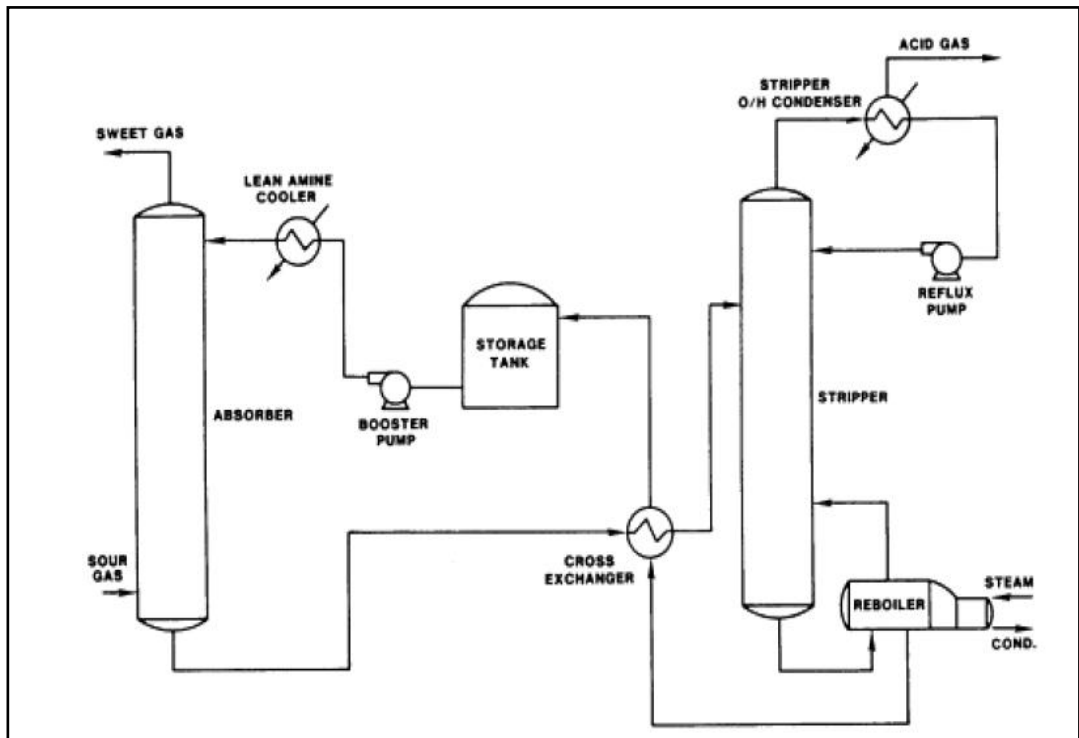 ACID GAS
STRIPPER
O/H CONDENSER
SWEET GAS
LEAN AMINE
COOLER
REFLUX
PUMP
STORAGE
TANK
STRIPPER
ABSORBER
BOOSTER
PUMP
SOUR
GAS
CROSS
EXCHANGER
STEAM
REBOILER
COND.